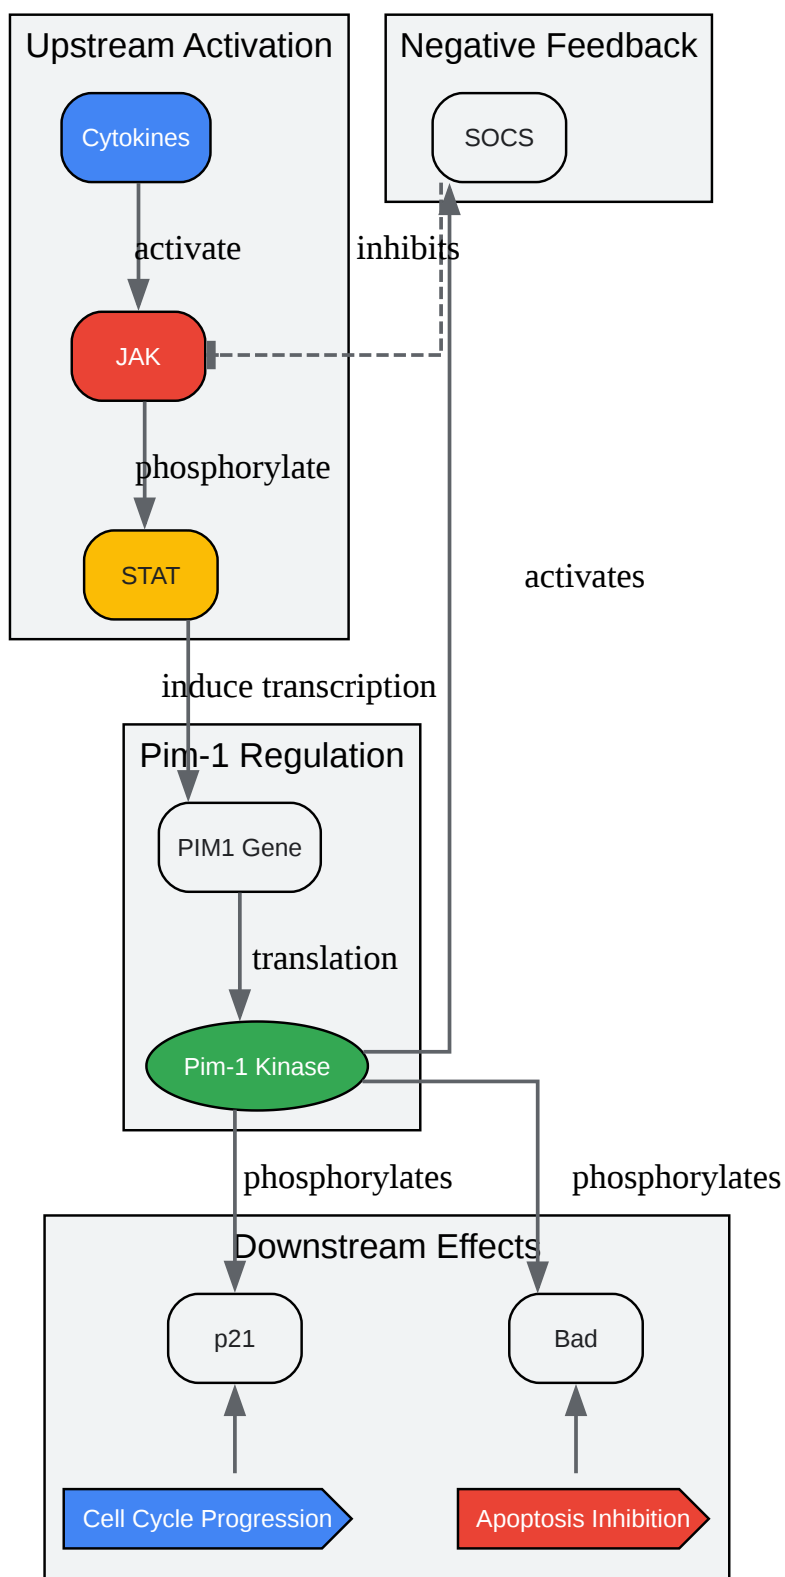 Upstream Activation
Negative Feedback
Cytokines
SOCS
activate
inhibits
JAK
phosphorylate
STAT
activates
induce transcription
Pim-1 Regulation
PIM1 Gene
translation
Pim-1 Kinase
phosphorylates
phosphorylates
Downstream Effects
p21
Bad
Cell Cycle Progression
Apoptosis Inhibition